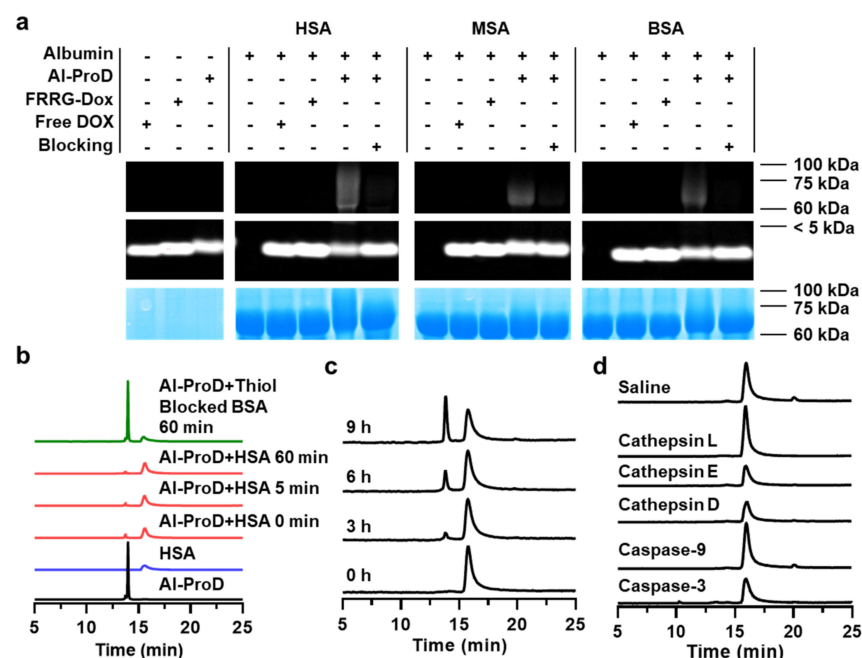 a
HSA MSA BSA
Albumin - - - + + + + + + + + + + + + + + +
Al-ProD - - + - - - + + - - - + + - - - + +
FRRG-Dox - + - - - + - - - - + - - - - + - -
Free DOX + - - - + - - - - + - - - - + - - -
Blocking - - - - - - - + - - - - + - - - - +
100 kDa
75 kDa
60 kDa
< 5 kDa
100 kDa
75 kDa
60 kDa
b
Al-ProD+Thiol
Blocked BSA
60 min
Al-ProD+HSA 60 min
Al-ProD+HSA 5 min
Al-ProD+HSA 0 min
HSA
Al-ProD
5 10 15 20 25
Time (min)
c
9 h
6 h
3 h
0 h
5 10 15 20 25
Time (min)
d
Saline
Cathepsin L
Cathepsin E
Cathepsin D
Caspase-9
Caspase-3
5 10 15 20 25
Time (min)